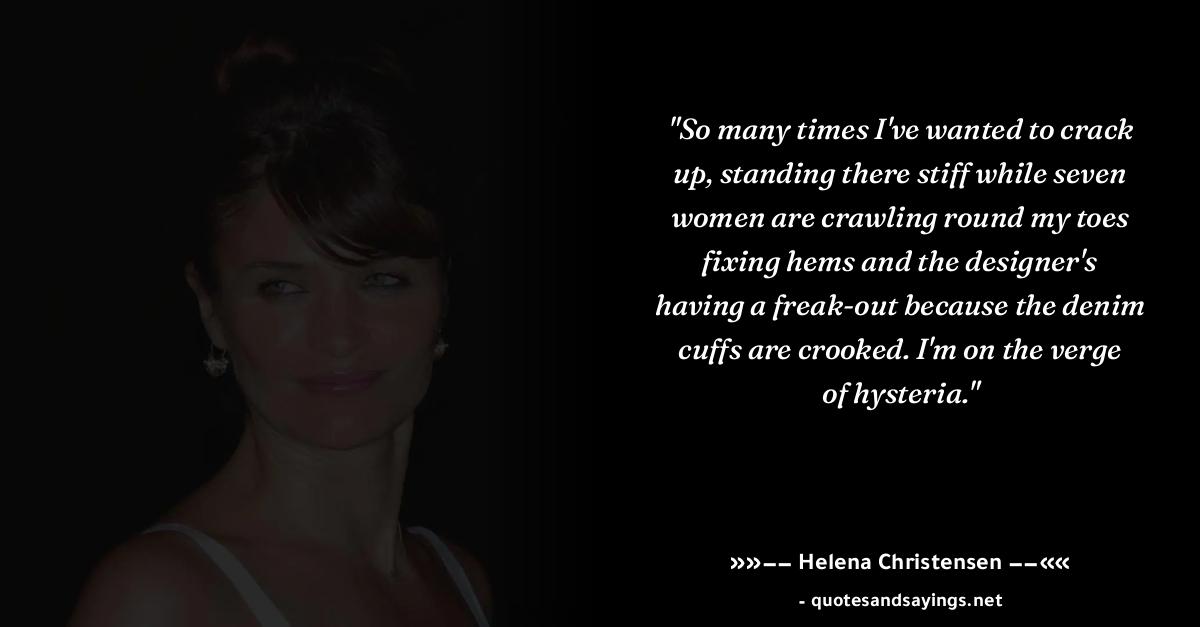 "So many times I've wanted to crack
up, standing there stiff while seven
women are crawling round my toes
fixing hems and the designer's
having a freak-out because the denim
cuffs are crooked. I'm on the verge
of hysteria."
»»−− Helena Christensen −−««
- quotesandsayings.net